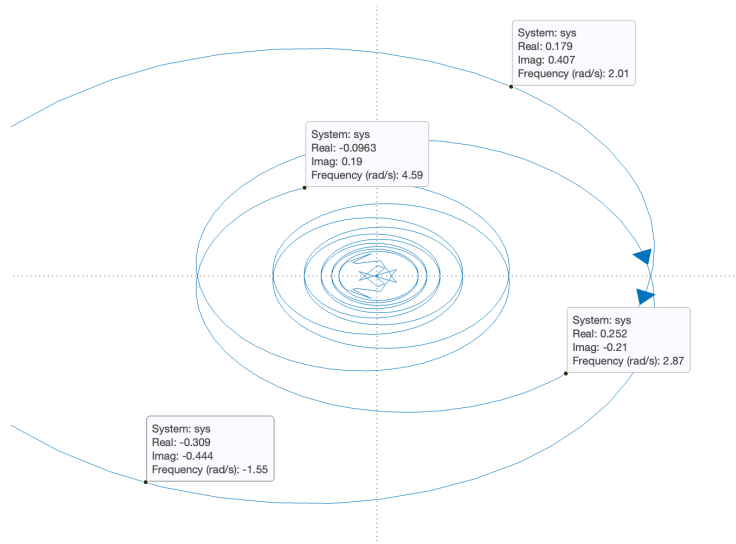 System: sys
Real: 0.179
Imag: 0.407
Frequency (rad/s): 2.01
System: sys
Real: -0.0963
Imag: 0.19
Frequency (rad/s): 4.59
System: sys
Real: 0.252
Imag: -0.21
Frequency (rad/s): 2.87
System: sys
Real: -0.309
Imag: -0.444
Frequency (rad/s): -1.55